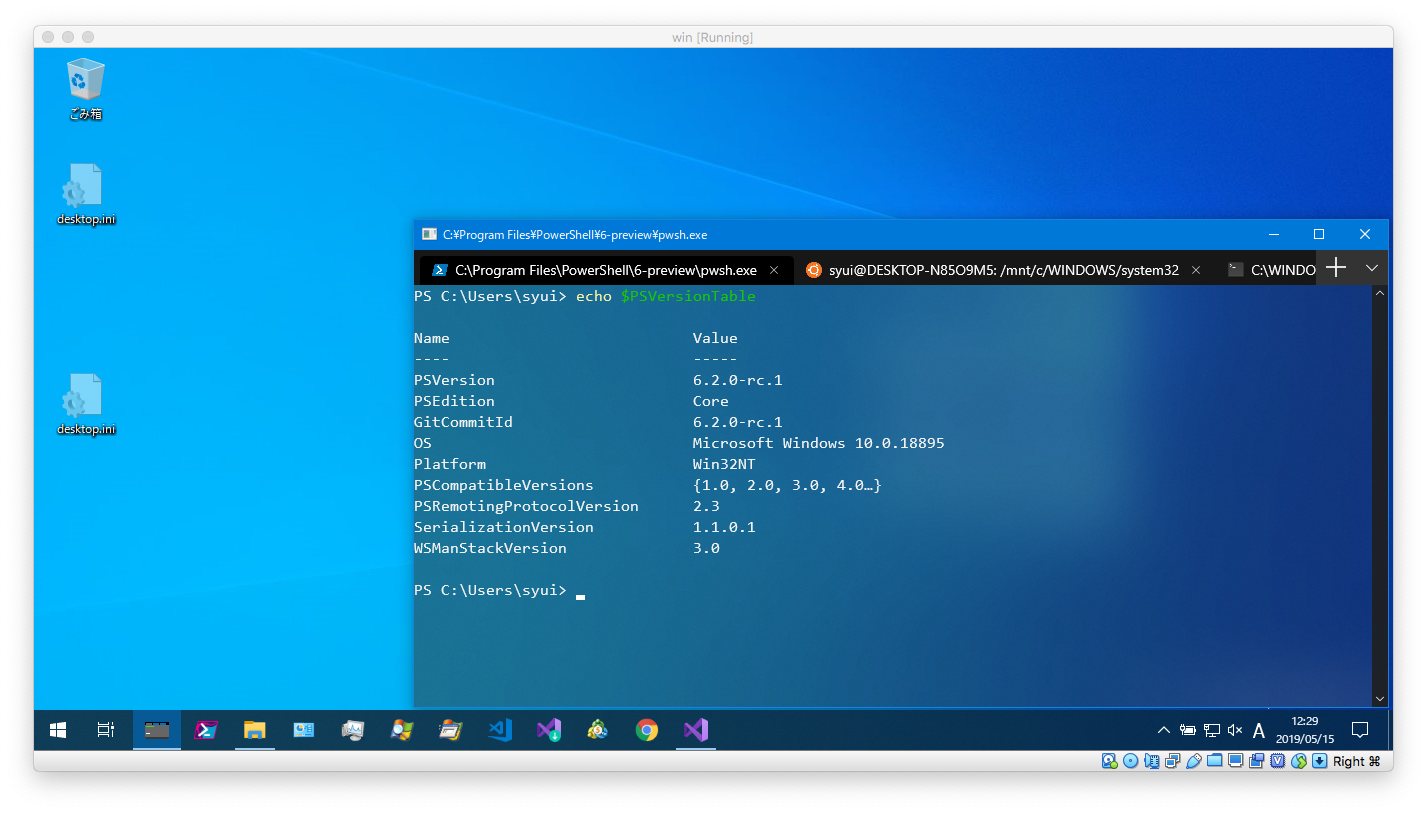 win [Running]
ごみ箱
desktop.ini
desktop.ini
C:¥Program Files¥PowerShell¥6-preview¥pwsh.exe
C:\Program Files\PowerShell\6-preview\pwsh.exe
syui@DESKTOP-N85O9M5: /mnt/c/WINDOWS/system32
C:\WINDO
PS C:\Users\syui> echo $PSVersionTable
Name Value
---- -----
PSVersion 6.2.0-rc.1
PSEdition Core
GitCommitId 6.2.0-rc.1
OS Microsoft Windows 10.0.18895
Platform Win32NT
PSCompatibleVersions {1.0, 2.0, 3.0, 4.0…}
PSRemotingProtocolVersion 2.3
SerializationVersion 1.1.0.1
WSManStackVersion 3.0
PS C:\Users\syui>
A
12:29
2019/05/15
Right ⌘